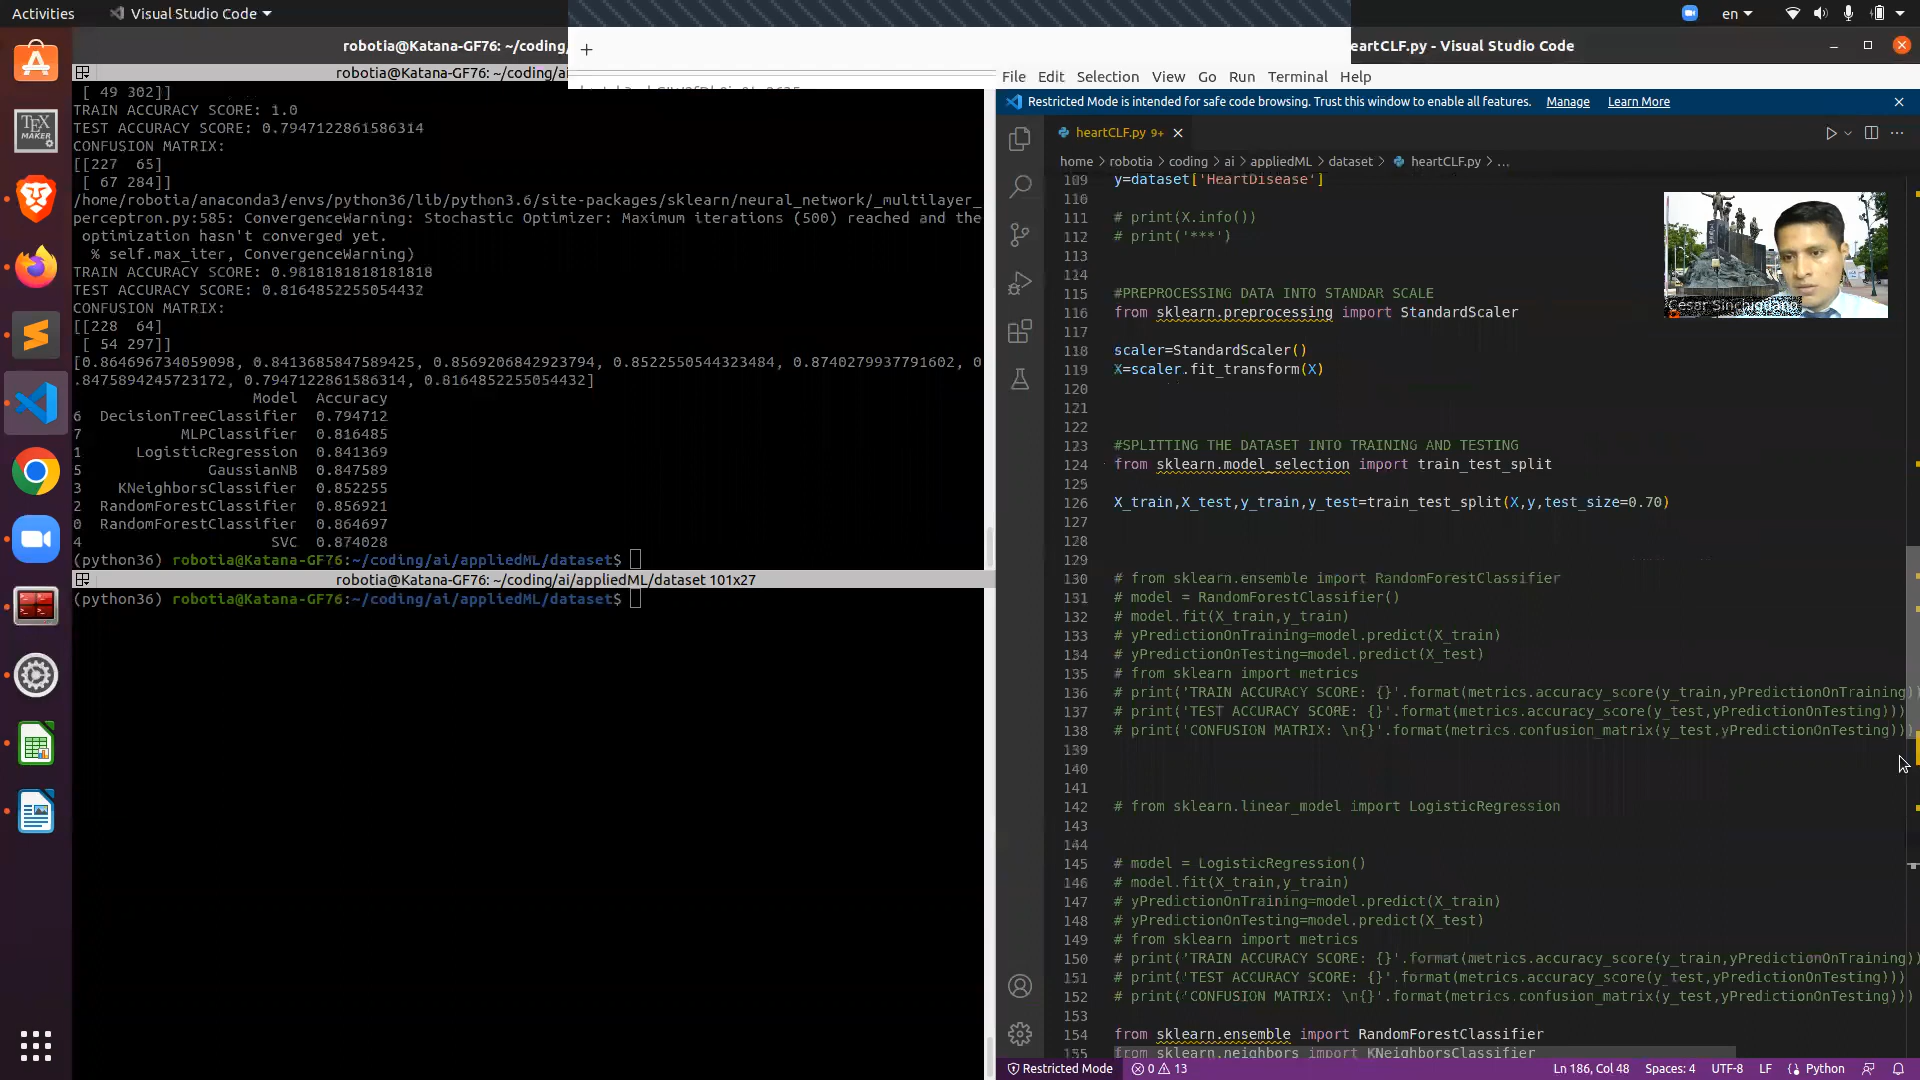 Activities
Visual Studio Code
en
robotia@Katana-GF76: ~/coding/
+
eartCLF.py - Visual Studio Code
robotia@Katana-GF76: ~/coding/ai
File Edit Selection View Go Run Terminal Help
Restricted Mode is intended for safe code browsing. Trust this window to enable all features. Manage Learn More
heartCLF.py 9+
home > robotia > coding > ai > appliedML > dataset > heartCLF.py > ...
[ 49 302]]
TRAIN ACCURACY SCORE: 1.0
TEST ACCURACY SCORE: 0.7947122861586314
CONFUSION MATRIX:
[[227  65]
[ 67 284]]
/home/robotia/anaconda3/envs/python36/lib/python3.6/site-packages/sklearn/neural_network/_multilayer_
perceptron.py:585: ConvergenceWarning: Stochastic Optimizer: Maximum iterations (500) reached and the
optimization hasn't converged yet.
% self.max_iter, ConvergenceWarning)
TRAIN ACCURACY SCORE: 0.9818181818181818
TEST ACCURACY SCORE: 0.8164852255054432
CONFUSION MATRIX:
[[228  64]
[ 54 297]]
[0.864696734059098, 0.8413685847589425, 0.8569206842923794, 0.8522550544323484, 0.8740279937791602, 0
.8475894245723172, 0.7947122861586314, 0.8164852255054432]
Model  Accuracy
6  DecisionTreeClassifier  0.794712
7  MLPClassifier  0.816485
1  LogisticRegression  0.841369
5  GaussianNB  0.847589
3  KNeighborsClassifier  0.852255
2  RandomForestClassifier  0.856921
0  RandomForestClassifier  0.864697
4  SVC  0.874028
(python36) robotia@Katana-GF76:~/coding/ai/appliedML/dataset$
robotia@Katana-GF76: ~/coding/ai/appliedML/dataset 101x27
(python36) robotia@Katana-GF76:~/coding/ai/appliedML/dataset$
109 y=dataset['HeartDisease']
110
111 # print(X.info())
112 # print('***')
113
114
115 #PREPROCESSING DATA INTO STANDAR SCALE
116 from sklearn.preprocessing import StandardScaler
117
118 scaler=StandardScaler()
119 X=scaler.fit_transform(X)
120
121
122
123 #SPLITTING THE DATASET INTO TRAINING AND TESTING
124 from sklearn.model_selection import train_test_split
125
126 X_train,X_test,y_train,y_test=train_test_split(X,y,test_size=0.70)
127
128
129
130 # from sklearn.ensemble import RandomForestClassifier
131 # model = RandomForestClassifier()
132 # model.fit(X_train,y_train)
133 # yPredictionOnTraining=model.predict(X_train)
134 # yPredictionOnTesting=model.predict(X_test)
135 # from sklearn import metrics
136 # print('TRAIN ACCURACY SCORE: {}'.format(metrics.accuracy_score(y_train,yPredictionOnTraining))
137 # print('TEST ACCURACY SCORE: {}'.format(metrics.accuracy_score(y_test,yPredictionOnTesting)))
138 # print('CONFUSION MATRIX: \n{}'.format(metrics.confusion_matrix(y_test,yPredictionOnTesting)))
139
140
141
142 # from sklearn.linear_model import LogisticRegression
143
144
145 # model = LogisticRegression()
146 # model.fit(X_train,y_train)
147 # yPredictionOnTraining=model.predict(X_train)
148 # yPredictionOnTesting=model.predict(X_test)
149 # from sklearn import metrics
150 # print('TRAIN ACCURACY SCORE: {}'.format(metrics.accuracy_score(y_train,yPredictionOnTraining))
151 # print('TEST ACCURACY SCORE: {}'.format(metrics.accuracy_score(y_test,yPredictionOnTesting)))
152 # print('CONFUSION MATRIX: \n{}'.format(metrics.confusion_matrix(y_test,yPredictionOnTesting)))
153
154 from sklearn.ensemble import RandomForestClassifier
155 from sklearn.neighbors import KNeighborsClassifier
TEX
MAKER
Restricted Mode
0 13
Ln 186, Col 48
Spaces: 4
UTF-8
LF
Python